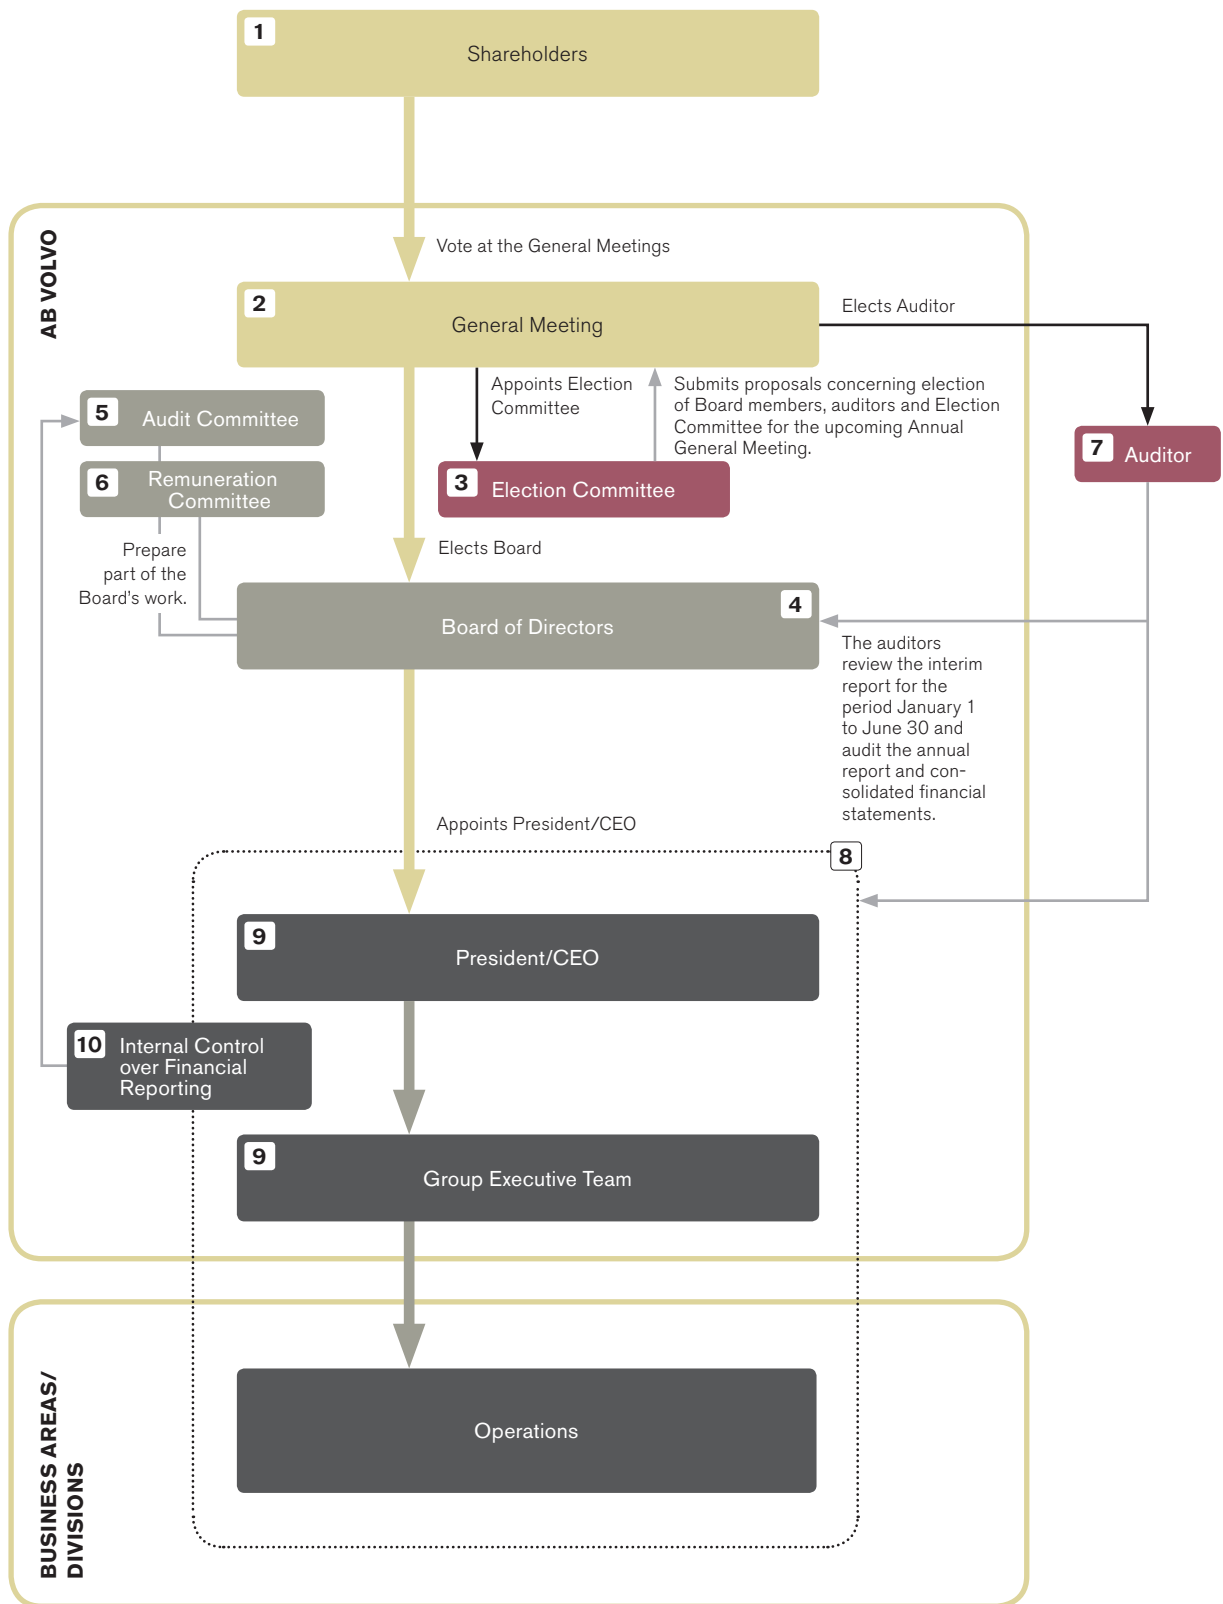 1
Shareholders
AB VOLVO
Vote at the General Meetings
2
General Meeting
Elects Auditor
Appoints Election
Committee
Submits proposals concerning election
of Board members, auditors and Election
Committee for the upcoming Annual
General Meeting.
5
Audit Committee
6
Remuneration
Committee
3
Election Committee
7
Auditor
Prepare
part of the
Board's work.
Elects Board
4
Board of Directors
The auditors
review the interim
report for the
period January 1
to June 30 and
audit the annual
report and con-
solidated financial
statements.
Appoints President/CEO
8
9
President/CEO
10
Internal Control
over Financial
Reporting
9
Group Executive Team
BUSINESS AREAS/
DIVISIONS
Operations